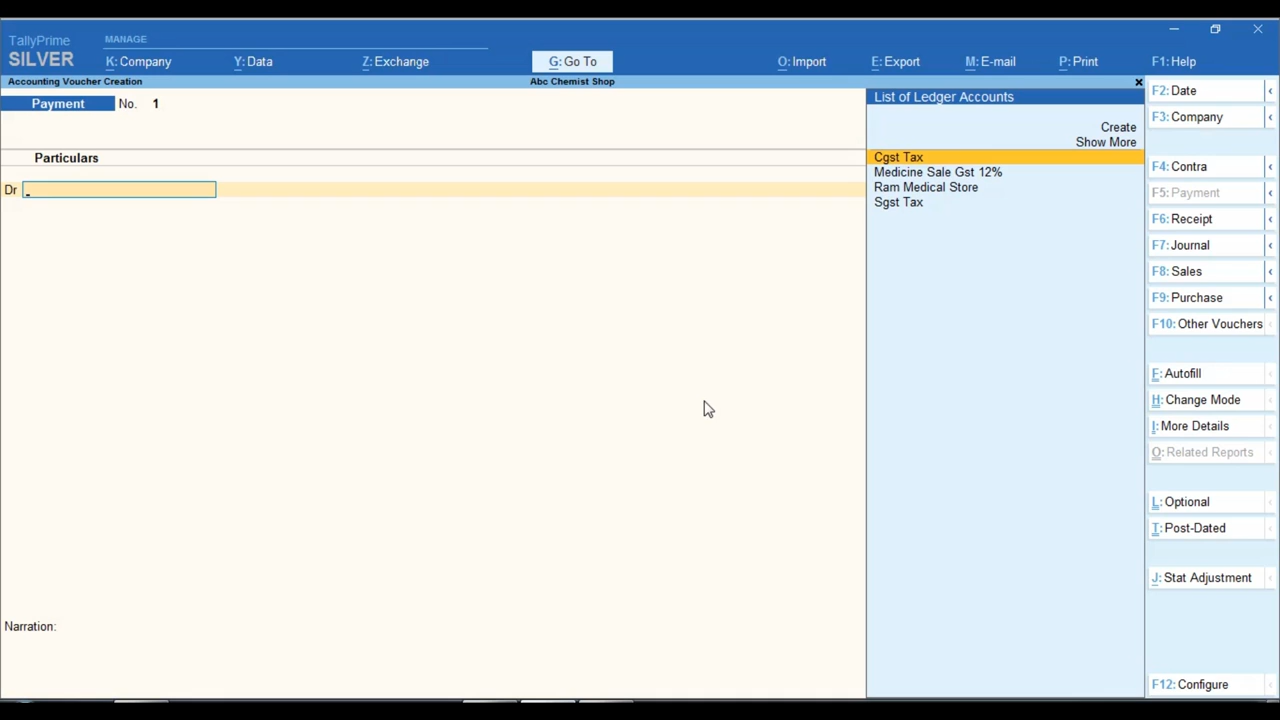 TallyPrime
SILVER
MANAGE
K: Company
Y: Data
Z: Exchange
G: Go To
O: Import
E: Export
M: E-mail
P: Print
F1: Help
Accounting Voucher Creation
Abc Chemist Shop
Payment No. 1
Particulars
Dr
Narration:
List of Ledger Accounts
Create
Show More
Cgst Tax
Medicine Sale Gst 12%
Ram Medical Store
Sgst Tax
F2: Date
F3: Company
F4: Contra
F5: Payment
F6: Receipt
F7: Journal
F8: Sales
F9: Purchase
F10: Other Vouchers
F: Autofill
H: Change Mode
I: More Details
O: Related Reports
L: Optional
T: Post-Dated
J: Stat Adjustment
F12: Configure